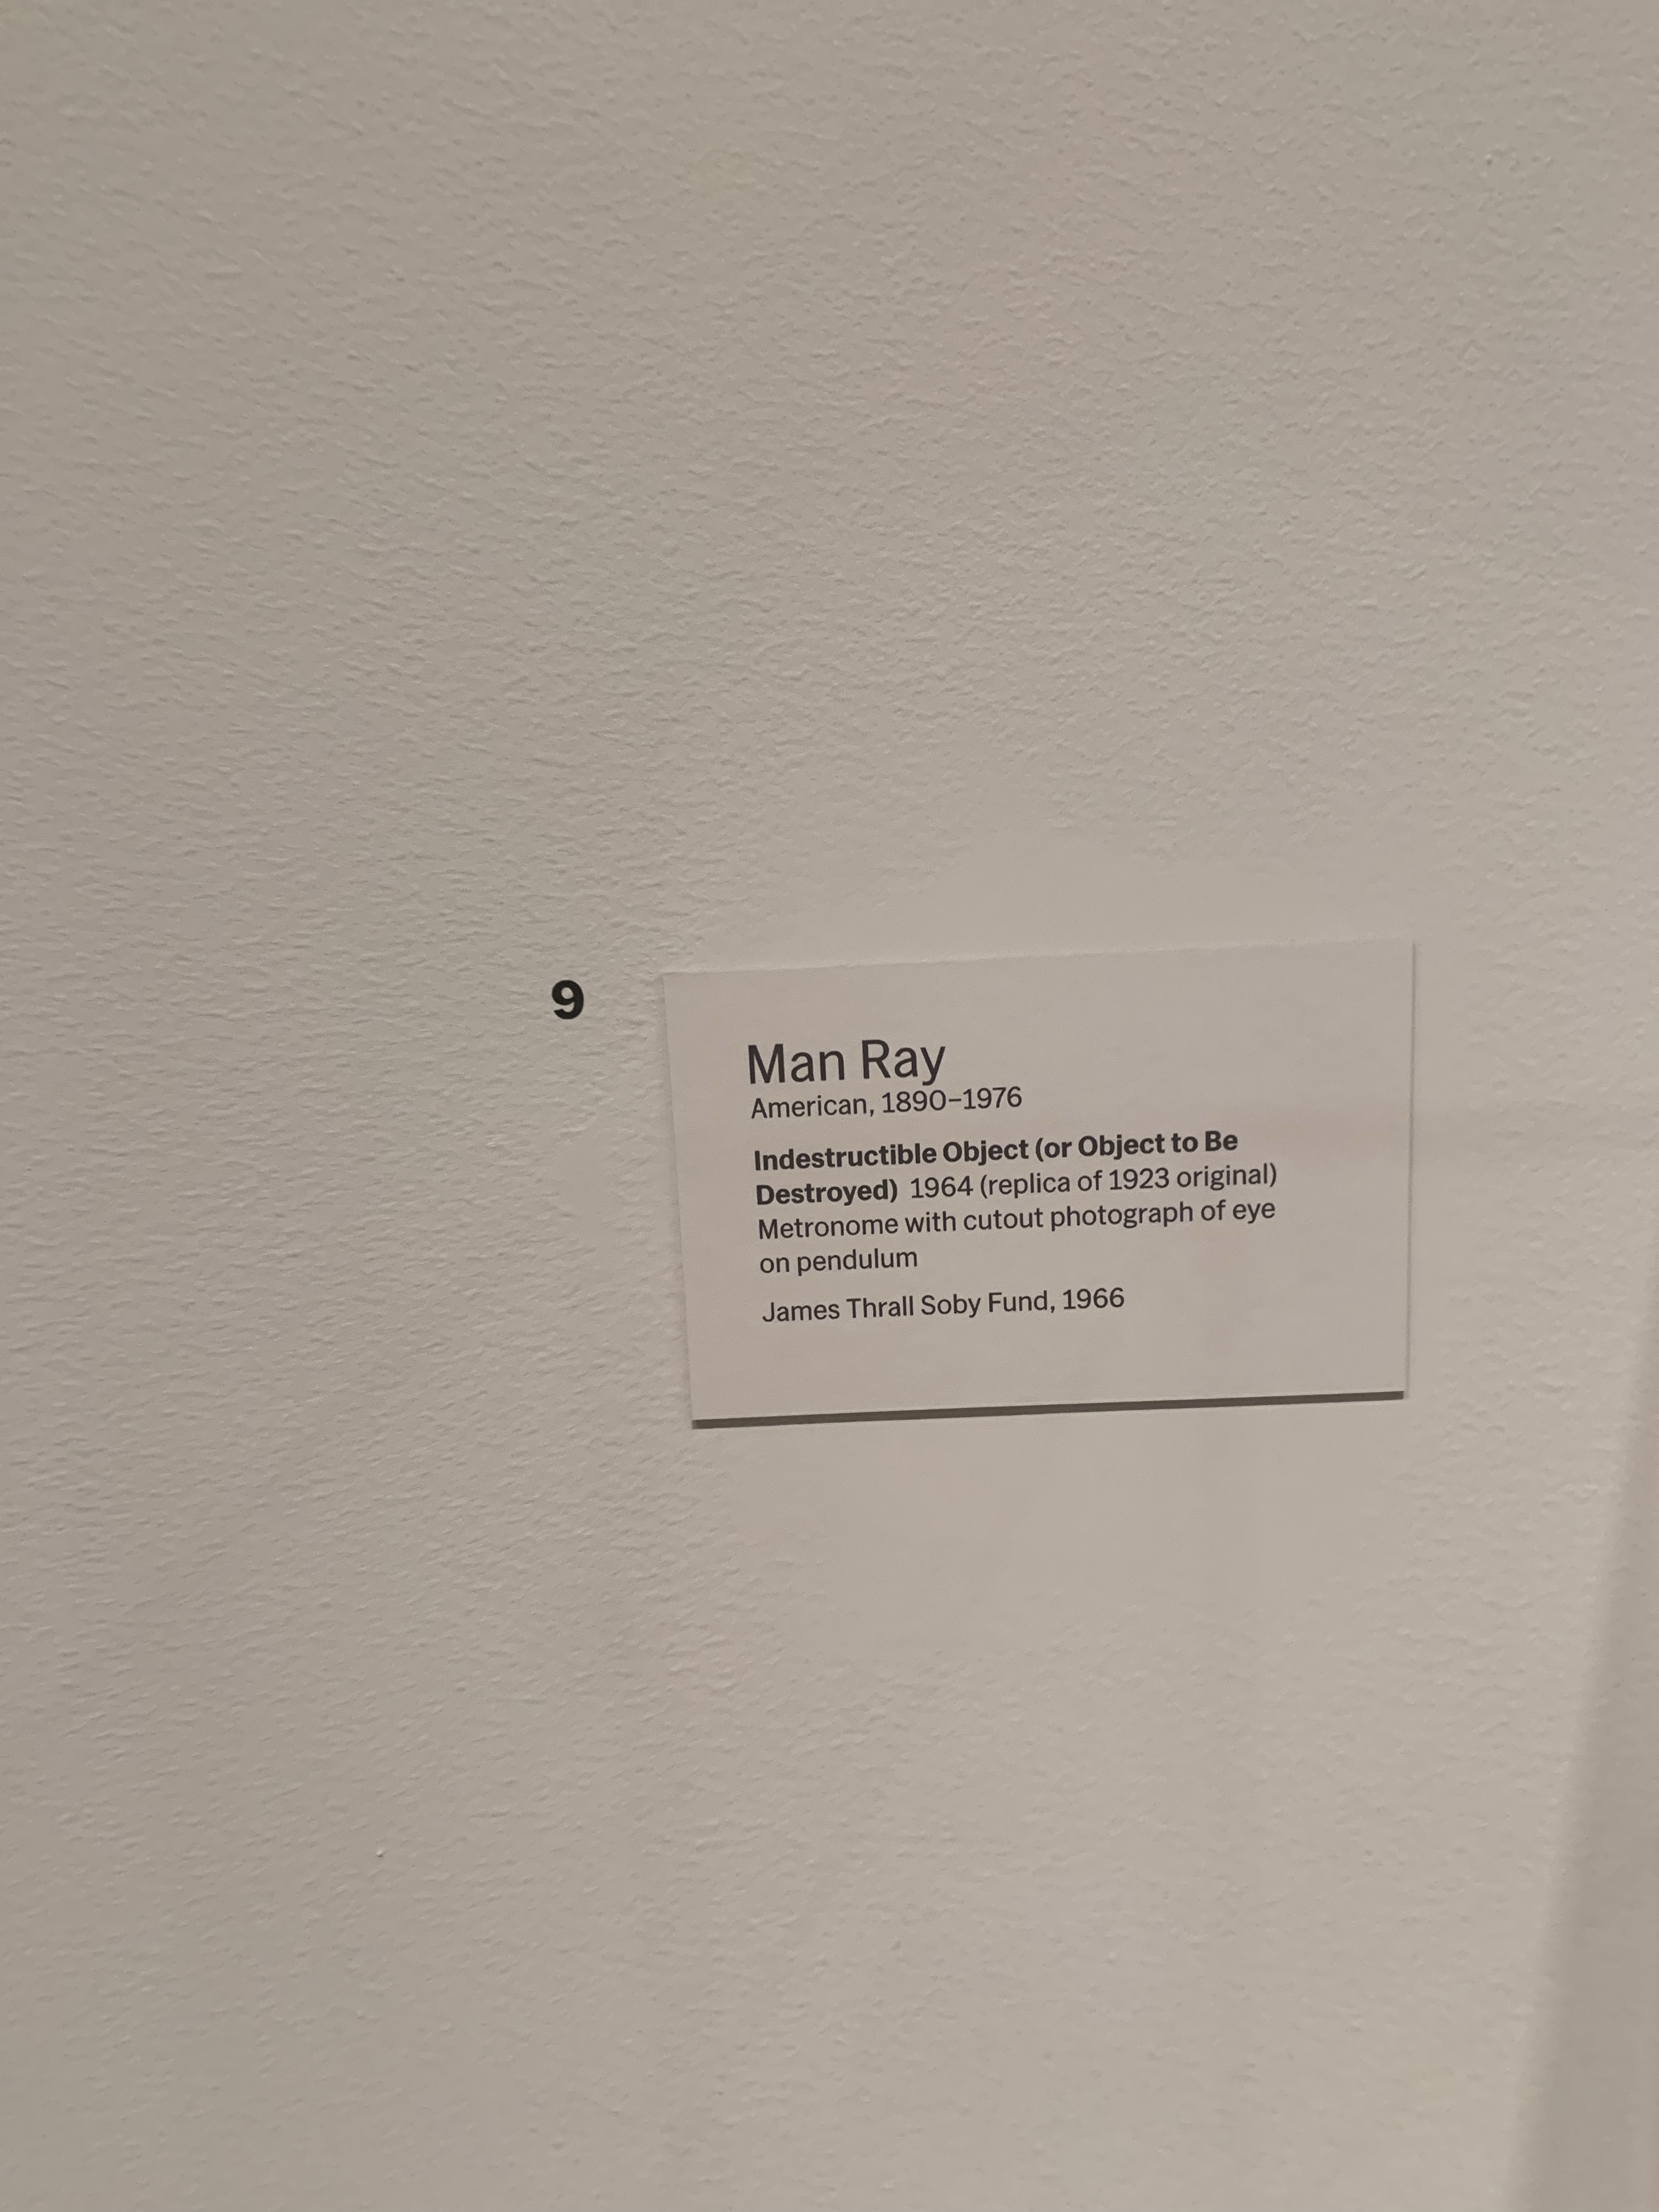 9
Man Ray
American, 1890–1976
Indestructible Object (or Object to Be
Destroyed) 1964 (replica of 1923 original)
Metronome with cutout photograph of eye
on pendulum
James Thrall Soby Fund, 1966